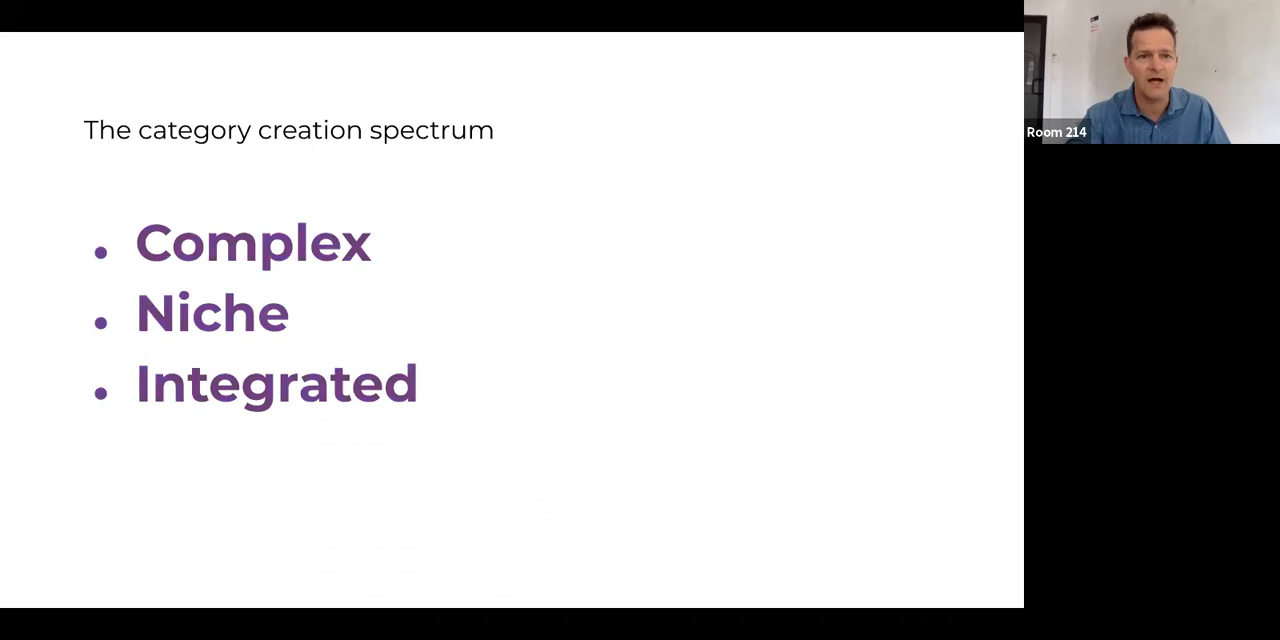 The category creation spectrum
• Complex
• Niche
• Integrated
Room 214